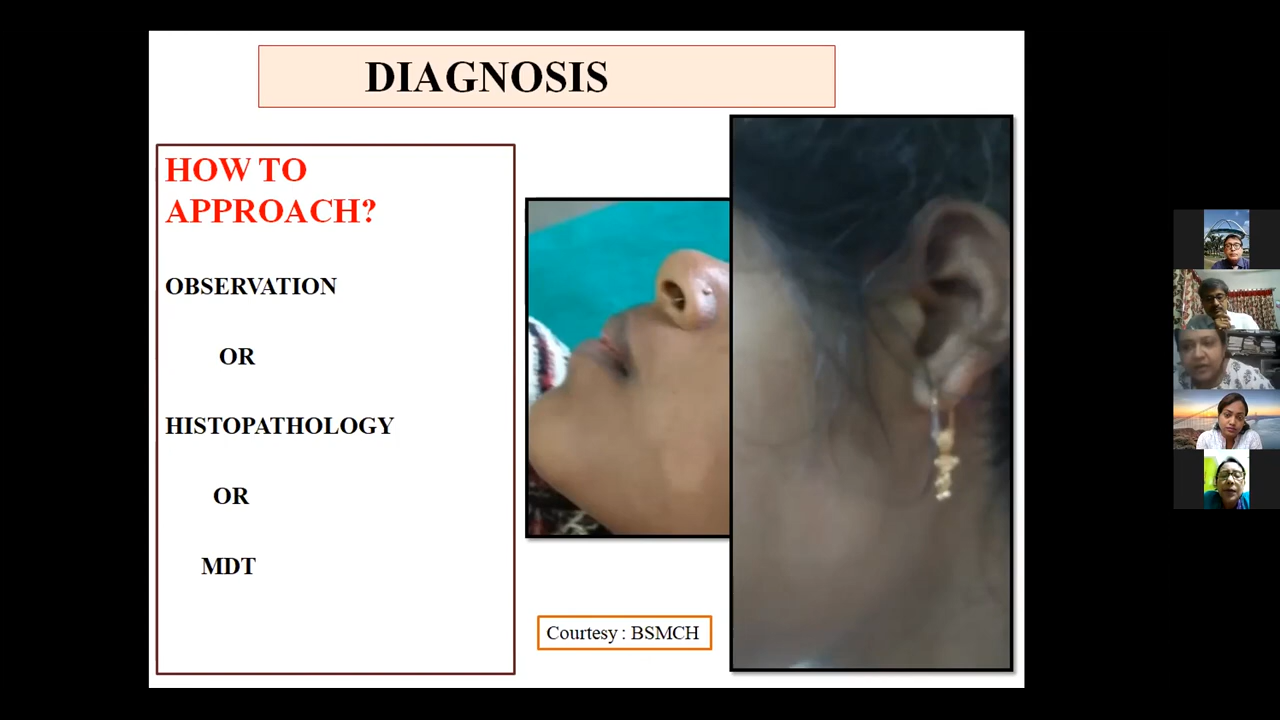 DIAGNOSIS
HOW TO
APPROACH?
OBSERVATION
OR
HISTOPATHOLOGY
OR
MDT
Courtesy : BSMCH